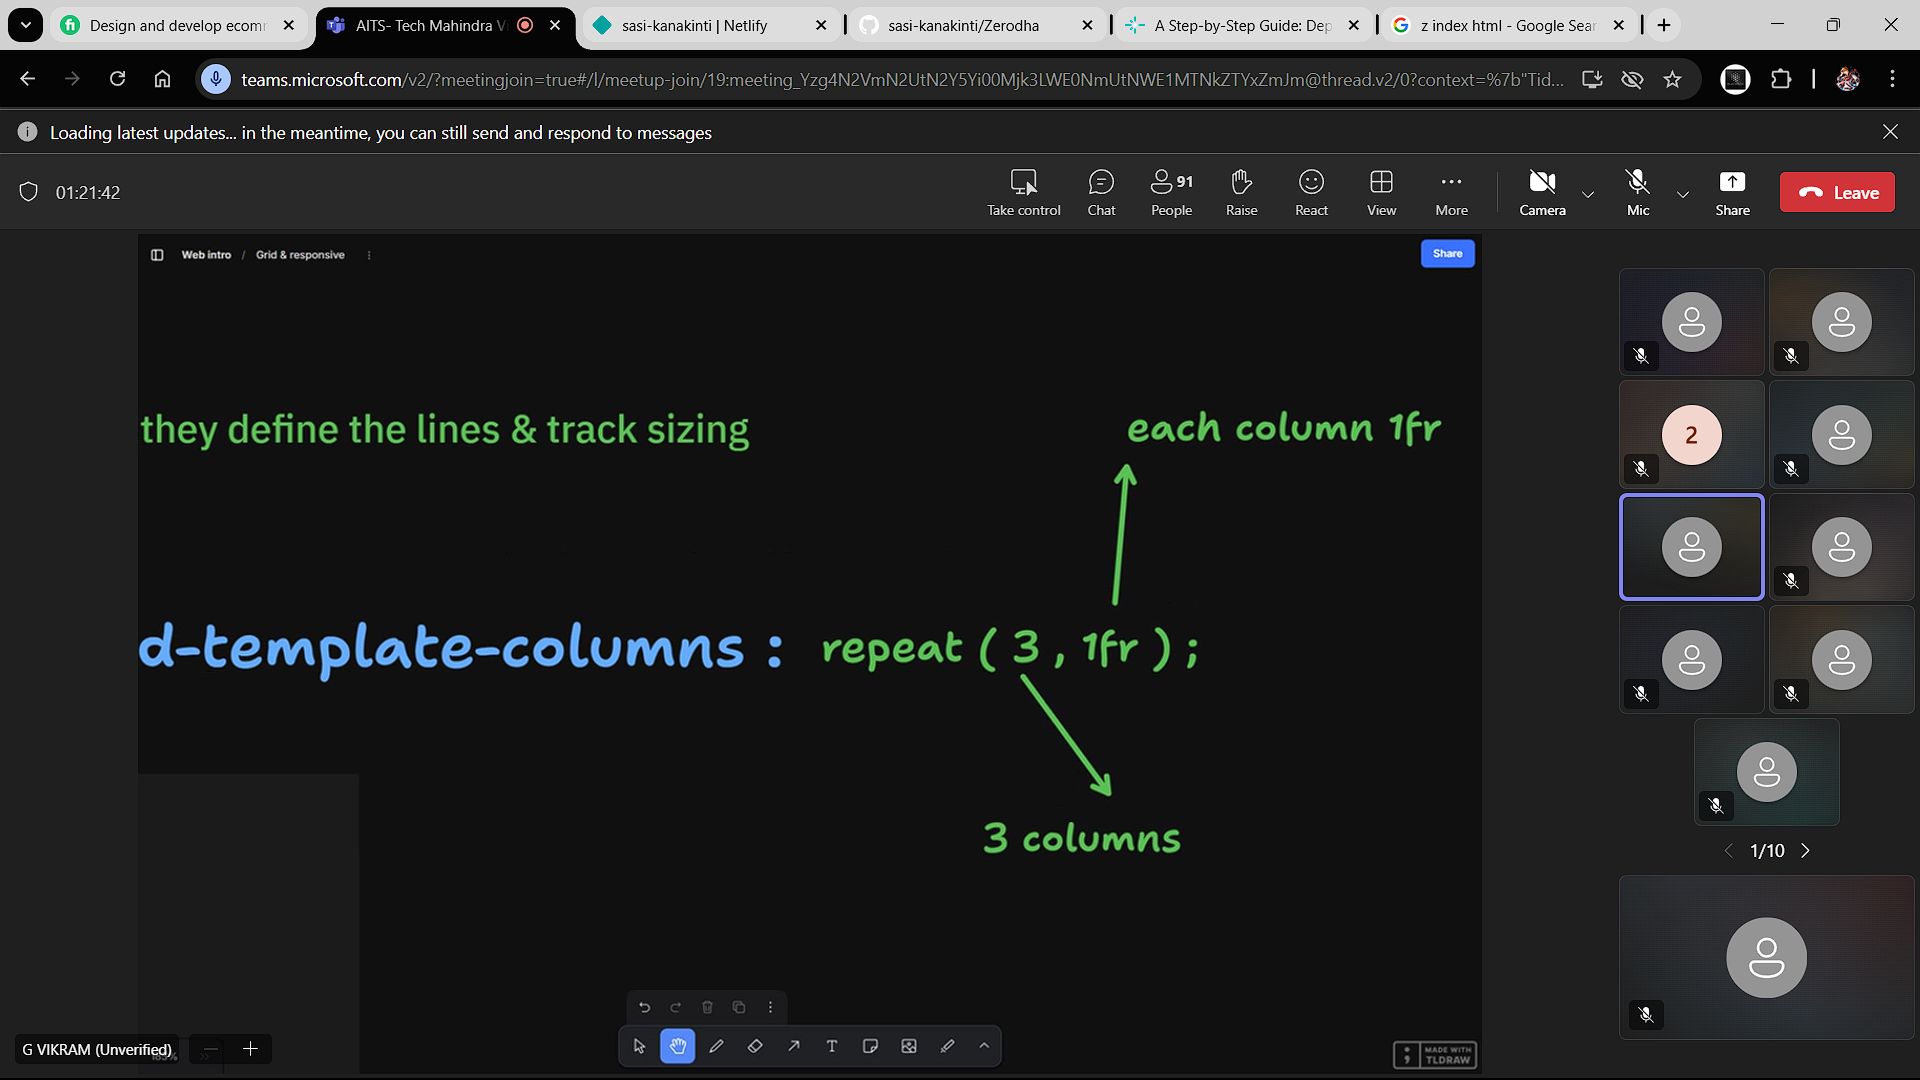 Design and develop ecom
AITS- Tech Mahindra Vi
sasi-kanakinti | Netlify
sasi-kanakinti/Zerodha
A Step-by-Step Guide: Dep
z index html - Google Sea
teams.microsoft.com/v2/?meetingjoin=true#/l/meetup-join/19:meeting_Yzg4N2VmN2UtN2Y5Yi00Mjk3LWE0NmUtNWE1MTNkZTYxZmJm@thread.v2/0?context=%7b"Tid...
Loading latest updates... in the meantime, you can still send and respond to messages
01:21:42
Take control
Chat
91
People
Raise
React
View
More
Camera
Mic
Share
Leave
Web intro / Grid & responsive
Share
they define the lines & track sizing
each column 1fr
d-template-columns : repeat ( 3 , 1fr ) ;
3 columns
2
1/10
G VIKRAM (Unverified)
MADE WITH
TLDRAW